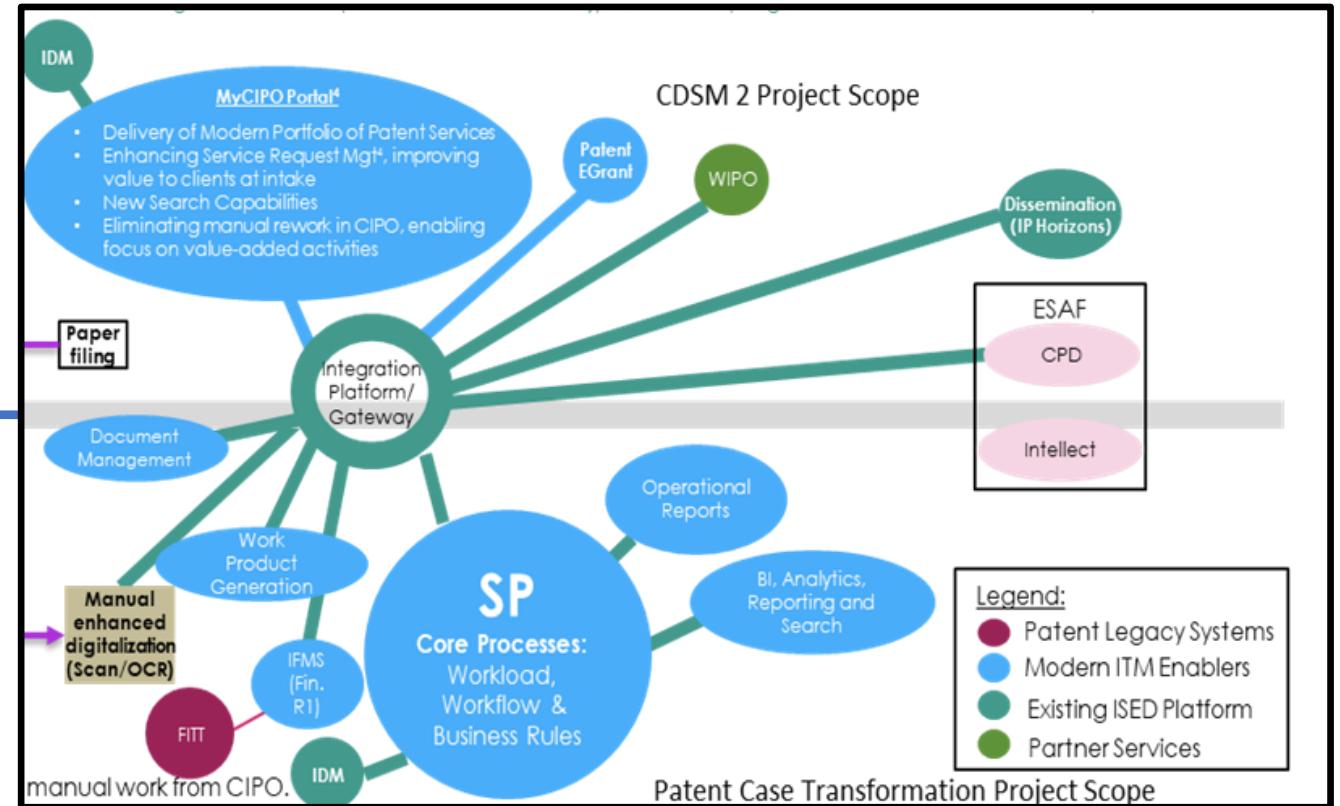 IDM
MyCIPO Portal⁴
• Delivery of Modern Portfolio of Patent Services
• Enhancing Service Request Mgt⁴, improving
value to clients at intake
• New Search Capabilities
• Eliminating manual rework in CIPO, enabling
focus on value-added activities
CDSM 2 Project Scope
Patent
EGrant
WIPO
Dissemination
(IP Horizons)
ESAF
CPD
Intellect
Paper
filing
Integration
Platform/
Gateway
Document
Management
Work
Product
Generation
Manual
enhanced
digitalization
(Scan/OCR)
IFMS
(Fin.
R1)
FITT
IDM
SP
Core Processes:
Workload,
Workflow &
Business Rules
Operational
Reports
BI, Analytics,
Reporting and
Search
Legend:
Patent Legacy Systems
Modern ITM Enablers
Existing ISED Platform
Partner Services
manual work from CIPO.
Patent Case Transformation Project Scope